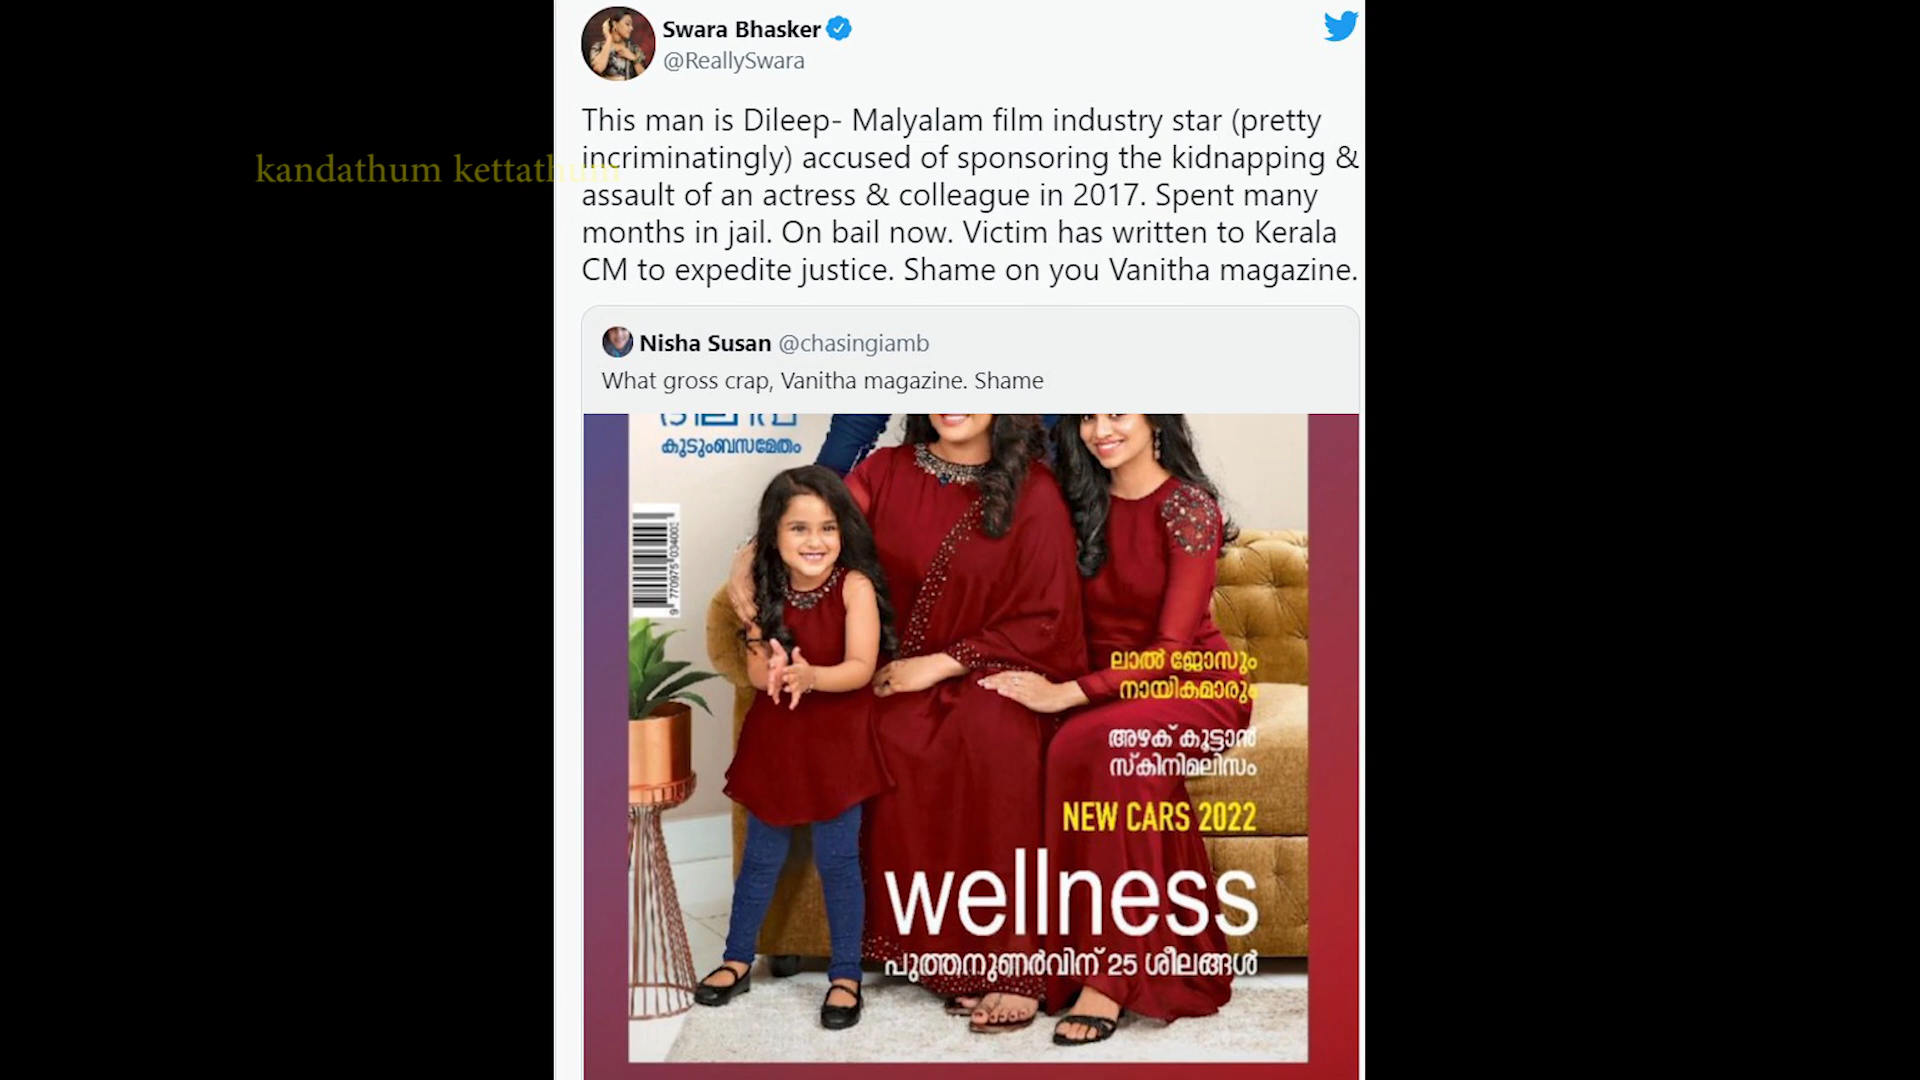 Swara Bhasker
@ReallySwara
This man is Dileep- Malyalam film industry star (pretty
kandathum kettathum
incriminatingly) accused of sponsoring the kidnapping &
assault of an actress & colleague in 2017. Spent many
months in jail. On bail now. Victim has written to Kerala
CM to expedite justice. Shame on you Vanitha magazine.
Nisha Susan @chasingiamb
What gross crap, Vanitha magazine. Shame
കുടുംബസമേതം
9 770975 034003
ലാൽ ജോസും
നായികമാരും
അഴക് കൂട്ടാൻ
സ്കിനിമലിസം
NEW CARS 2022
wellness
പുത്തനുണർവിന് 25 ശീലങ്ങൾ